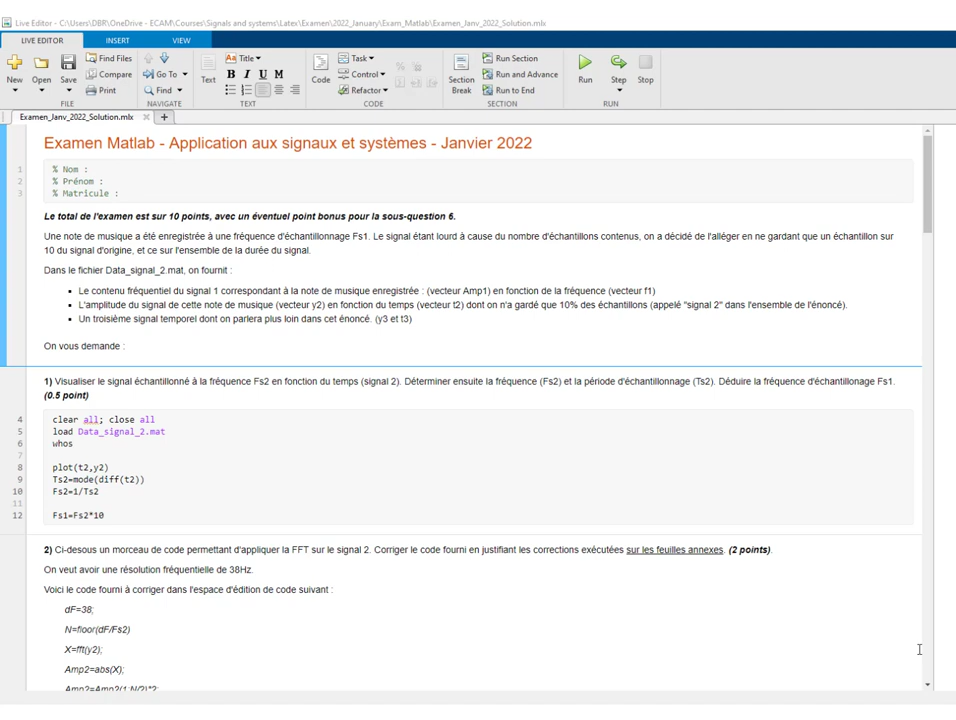 Live Editor - C:\Users\DBR\OneDrive - ECAM\Courses\Signals and systems\Latex\Examen\2022_January\Exam_Matlab\Examen_Janv_2022_Solution.mlx
LIVE EDITOR INSERT VIEW
New Open Save Find Files Compare Print
FILE
Go To Find
NAVIGATE
Text Aa Title B I U M
TEXT
Code Task Control Refactor
CODE
Section Break Run Section Run and Advance Run to End
SECTION
Run Step Stop
RUN
Examen_Janv_2022_Solution.mlx × +
Examen Matlab - Application aux signaux et systèmes - Janvier 2022
1 % Nom :
2 % Prénom :
3 % Matricule :
Le total de l'examen est sur 10 points, avec un éventuel point bonus pour la sous-question 6.
Une note de musique a été enregistrée à une fréquence d'échantillonnage Fs1. Le signal étant lourd à cause du nombre d'échantillons contenus, on a décidé de l'alléger en ne gardant que un échantillon sur
10 du signal d'origine, et ce sur l'ensemble de la durée du signal.
Dans le fichier Data_signal_2.mat, on fournit :
• Le contenu fréquentiel du signal 1 correspondant à la note de musique enregistrée : (vecteur Amp1) en fonction de la fréquence (vecteur f1)
• L'amplitude du signal de cette note de musique (vecteur y2) en fonction du temps (vecteur t2) dont on n'a gardé que 10% des échantillons (appelé "signal 2" dans l'ensemble de l'énoncé).
• Un troisième signal temporel dont on parlera plus loin dans cet énoncé. (y3 et t3)
On vous demande :
1) Visualiser le signal échantillonné à la fréquence Fs2 en fonction du temps (signal 2). Déterminer ensuite la fréquence (Fs2) et la période d'échantillonnage (Ts2). Déduire la fréquence d'échantillonage Fs1.
(0.5 point)
4 clear all; close all
5 load Data_signal_2.mat
6 whos
7
8 plot(t2,y2)
9 Ts2=mode(diff(t2))
10 Fs2=1/Ts2
11
12 Fs1=Fs2*10
2) Ci-desous un morceau de code permettant d'appliquer la FFT sur le signal 2. Corriger le code fourni en justifiant les corrections exécutées sur les feuilles annexes. (2 points).
On veut avoir une résolution fréquentielle de 38Hz.
Voici le code fourni à corriger dans l'espace d'édition de code suivant :
dF=38;
N=floor(dF/Fs2)
X=fft(y2);
Amp2=abs(X);
Amp2=Amp2(1:N/2)*2;